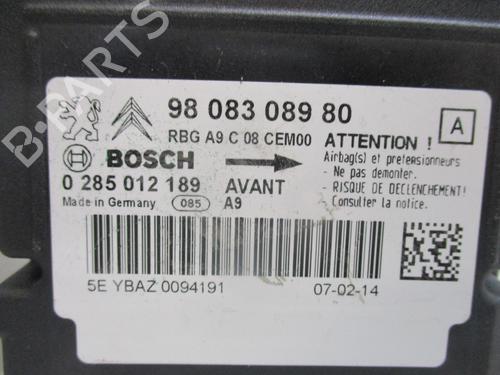 98 083 089 80
RBG A9 C 08 CEM00
A
BOSCH
ATTENTION !
Airbag(s) et pretensionneurs
- Ne pas demonter.
- RISQUE DE DECLENCHEMENT!
- Consulter la notice.
0 285 012 189 AVANT
Made in Germany 085 A9
5E YBAZ 0094191 07-02-14
B-PARTS